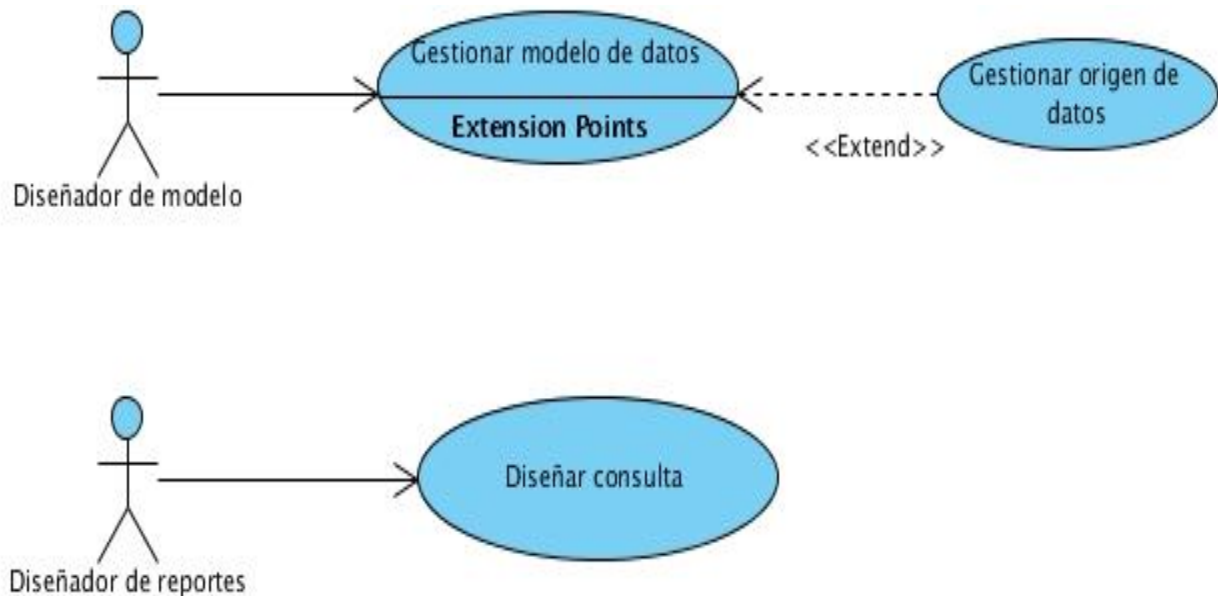 Gestionar modelo de datos
Extension Points
Gestionar origen de
datos
<<Extend>>
Diseñador de modelo
Diseñar consulta
Diseñador de reportes